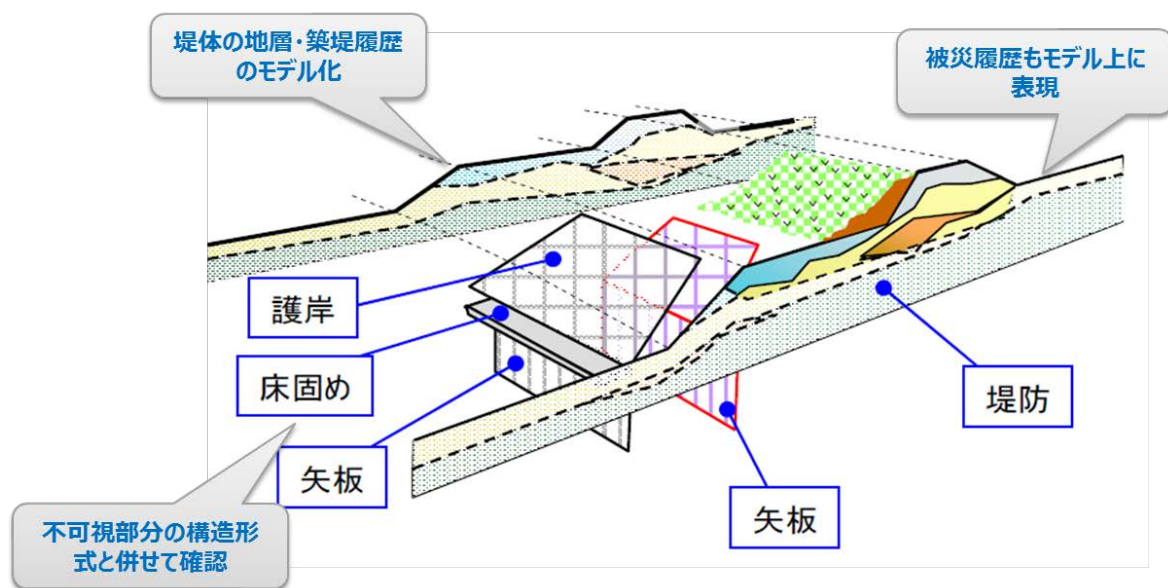 堤体の地層・築堤履歴
のモデル化
被災履歴もモデル上に
表現
護岸
床固め
矢板
矢板
堤防
不可視部分の構造形
式と併せて確認